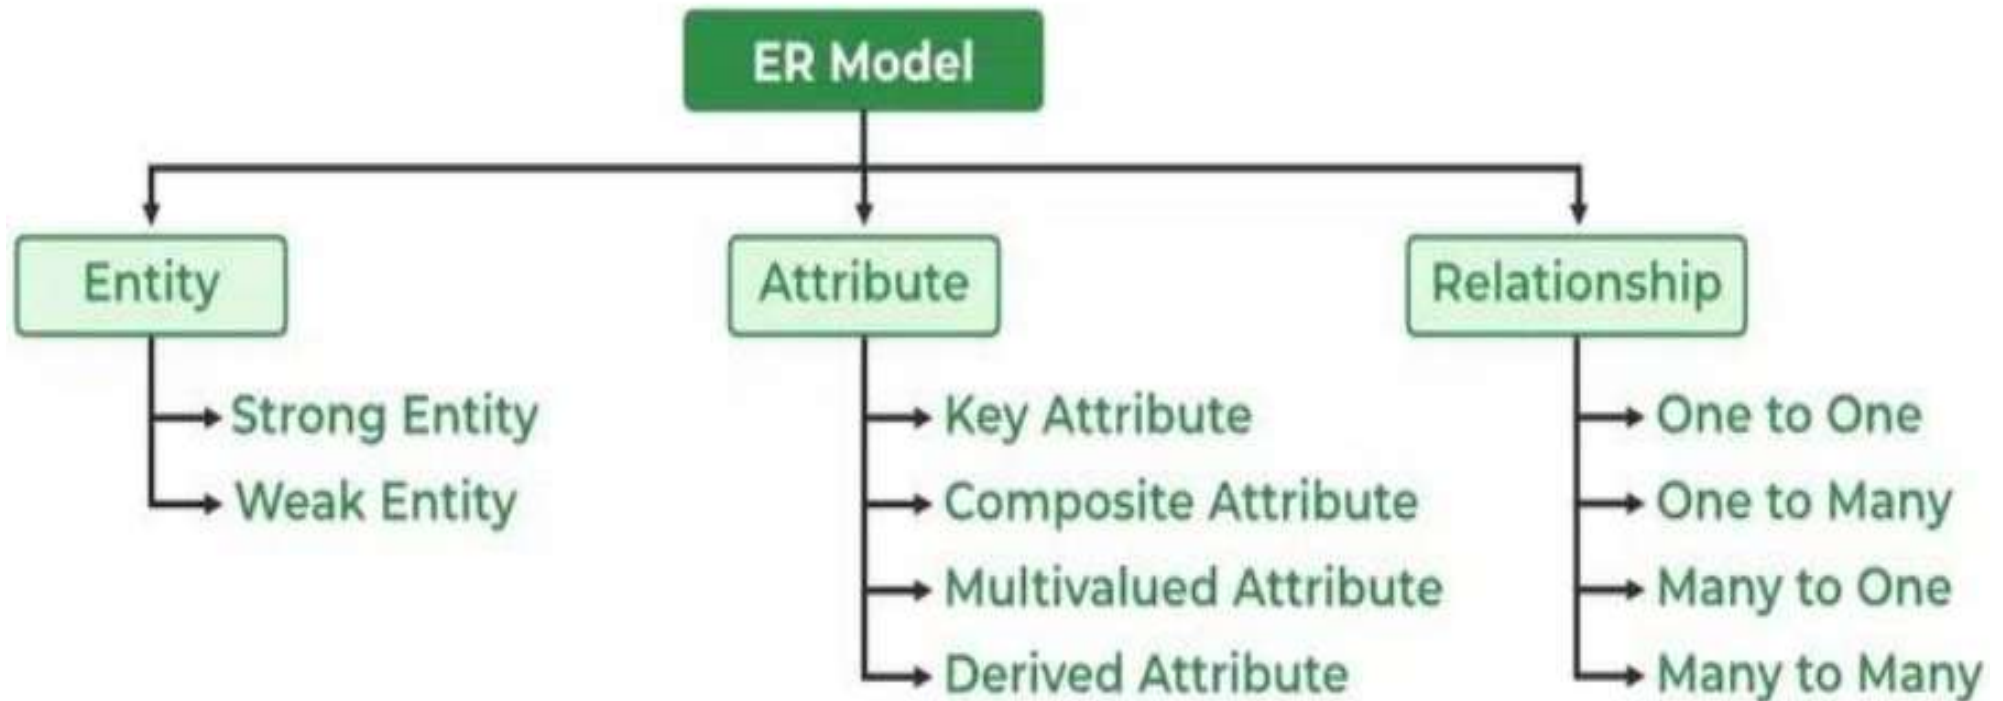 ER Model
Entity
Strong Entity
Weak Entity
Attribute
Key Attribute
Composite Attribute
Multivalued Attribute
Derived Attribute
Relationship
One to One
One to Many
Many to One
Many to Many